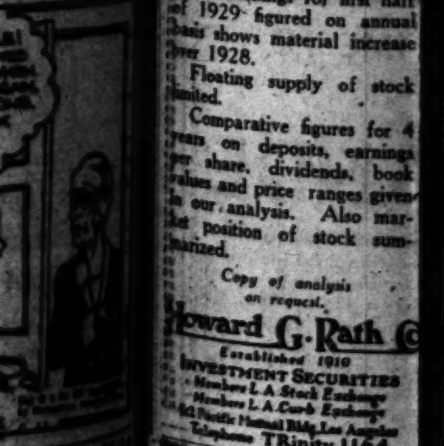 of 1929 figured on annual
basis shows material increase
over 1928.
Floating supply of stock
limited.
Comparative figures for 4
years on deposits, earnings
per share, dividends, book
values and price ranges given
in our analysis. Also mar-
ket position of stock sum-
marized.
Copy of analysis
on request.
Howard G. Rath Co
Established 1910
INVESTMENT SECURITIES
Members L A Stock Exchange
Members L A Curb Exchange
Pacific Mutual Bldg. Los Angeles
Telephone TRinity